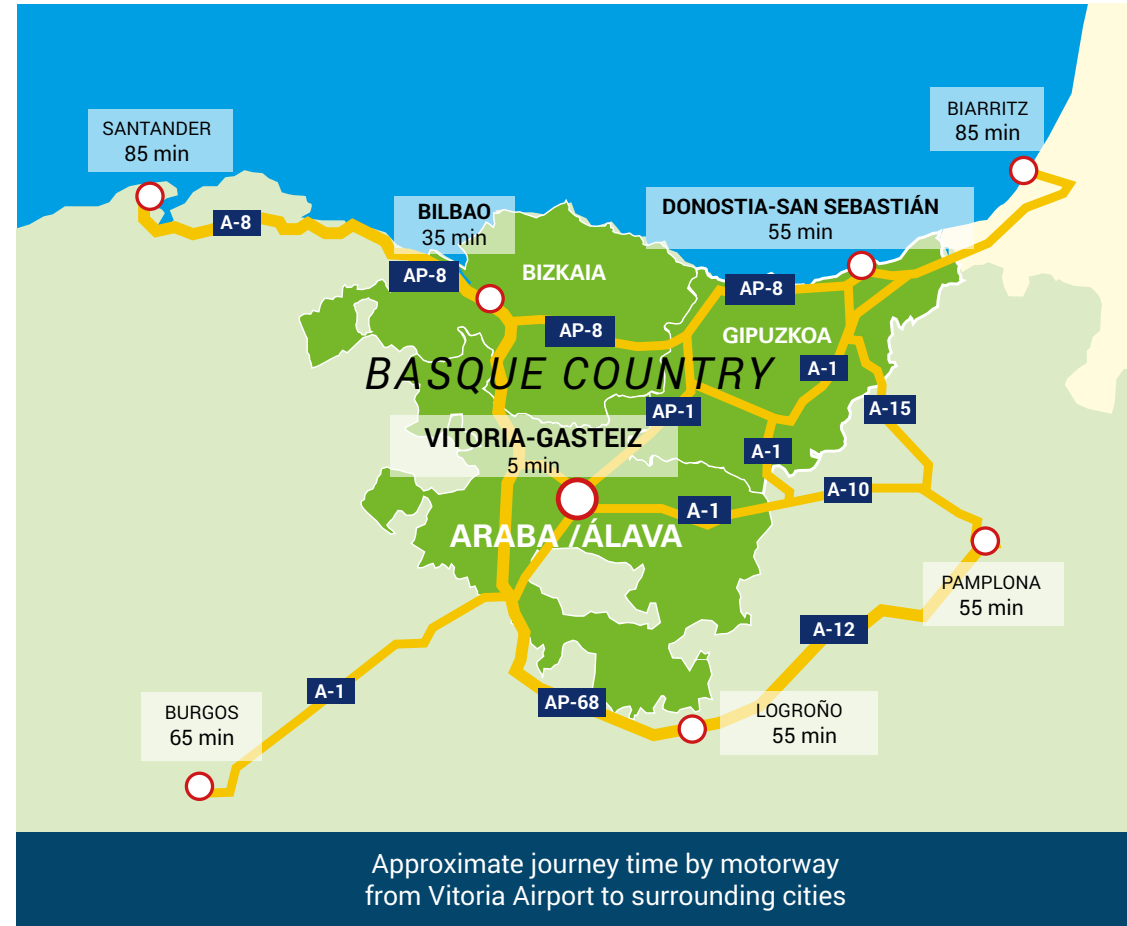 BIARRITZ
85 min
SANTANDER
85 min
BILBAO
35 min
DONOSTIA-SAN SEBASTIÁN
55 min
A-8
AP-8
BIZKAIA
AP-8
AP-8
GIPUZKOA
BASQUE COUNTRY
A-1
AP-1
A-15
VITORIA-GASTEIZ
5 min
A-1
A-10
A-1
ARABA /ÁLAVA
PAMPLONA
55 min
A-12
A-1
AP-68
BURGOS
65 min
LOGROÑO
55 min
Approximate journey time by motorway
from Vitoria Airport to surrounding cities